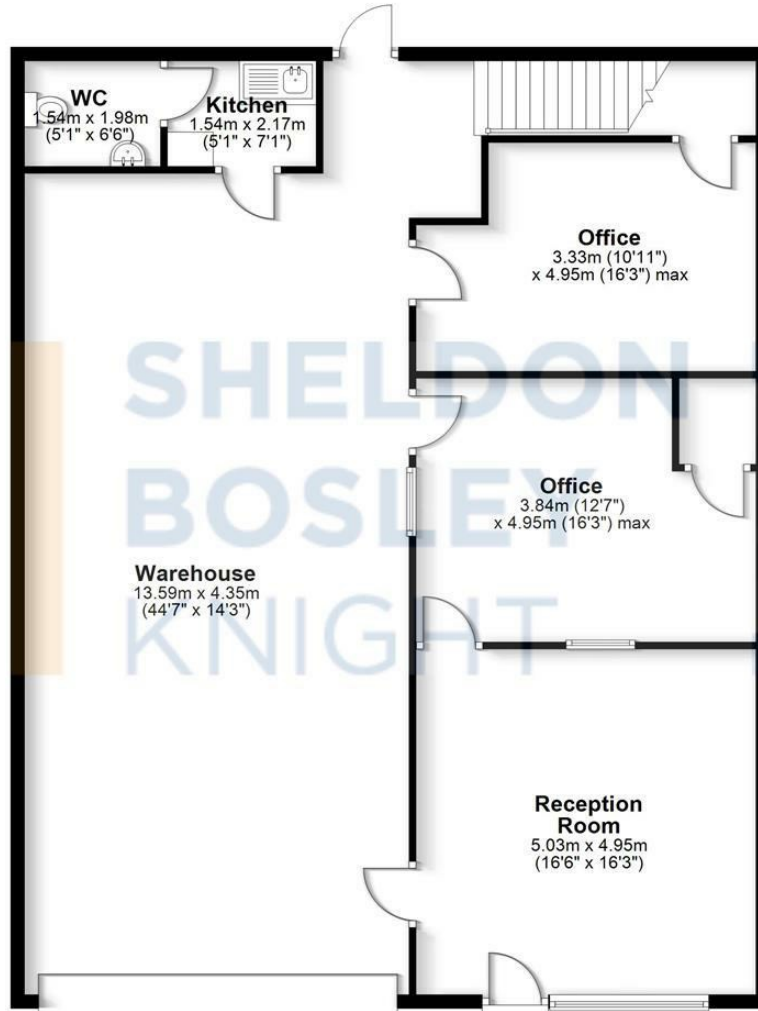 WC
1.54m x 1.98m
(5'1" x 6'6")
Kitchen
1.54m x 2.17m
(5'1" x 7'1")
Office
3.33m (10'11")
x 4.95m (16'3") max
SHELDON
BOSLEY
KNIGHT
Office
3.84m (12'7")
x 4.95m (16'3") max
Warehouse
13.59m x 4.35m
(44'7" x 14'3")
Reception
Room
5.03m x 4.95m
(16'6" x 16'3")